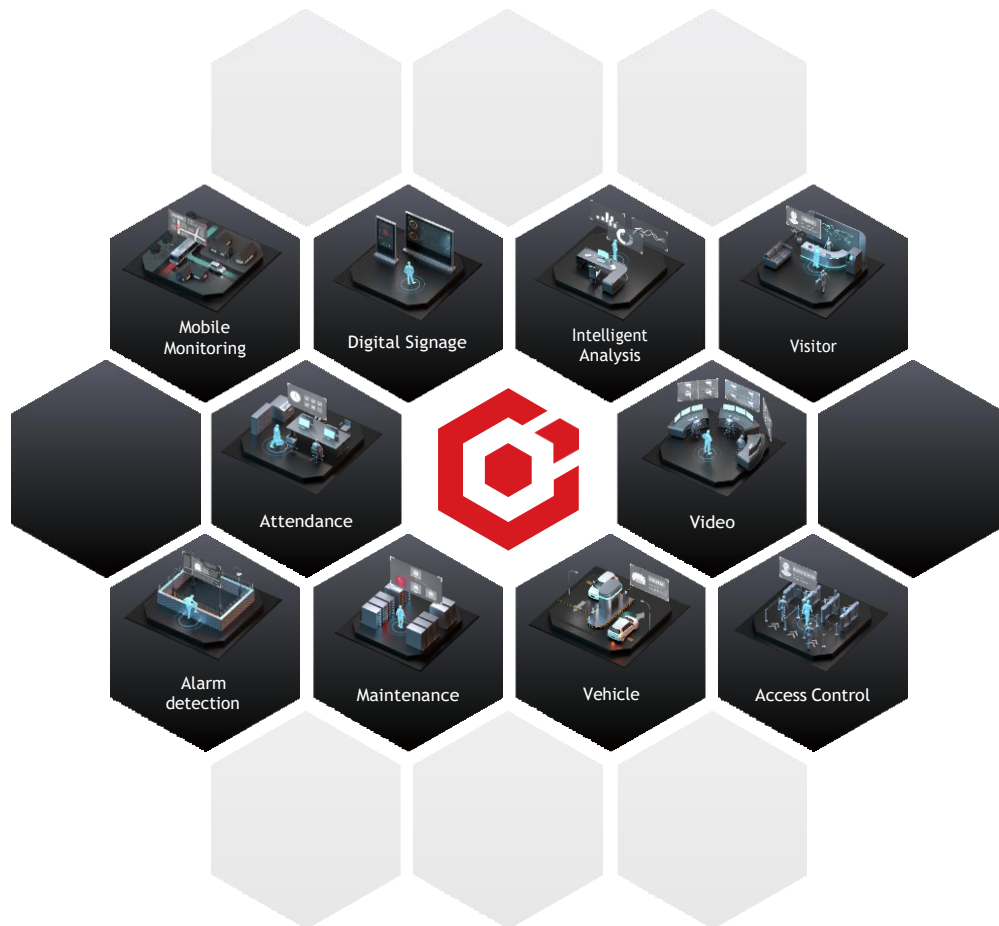 Mobile
Monitoring
Digital Signage
Intelligent
Analysis
Visitor
Attendance
Video
Alarm
detection
Maintenance
Vehicle
Access Control